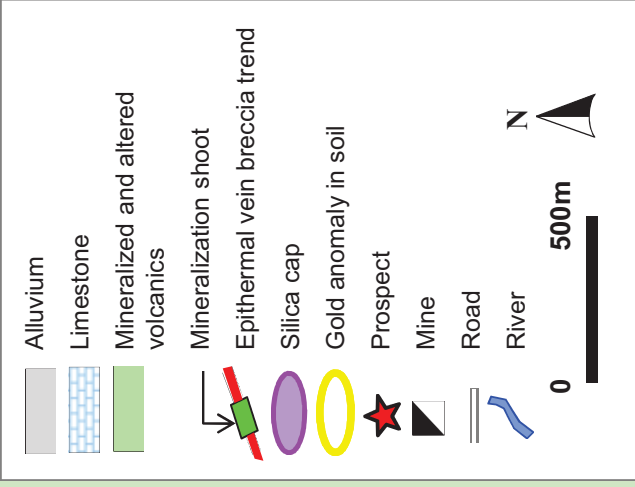 Alluvium
Limestone
Mineralized and altered
volcanics
Mineralization shoot
Epithermal vein breccia trend
Silica cap
Gold anomaly in soil
Prospect
Mine
Road
River
N
0 500m